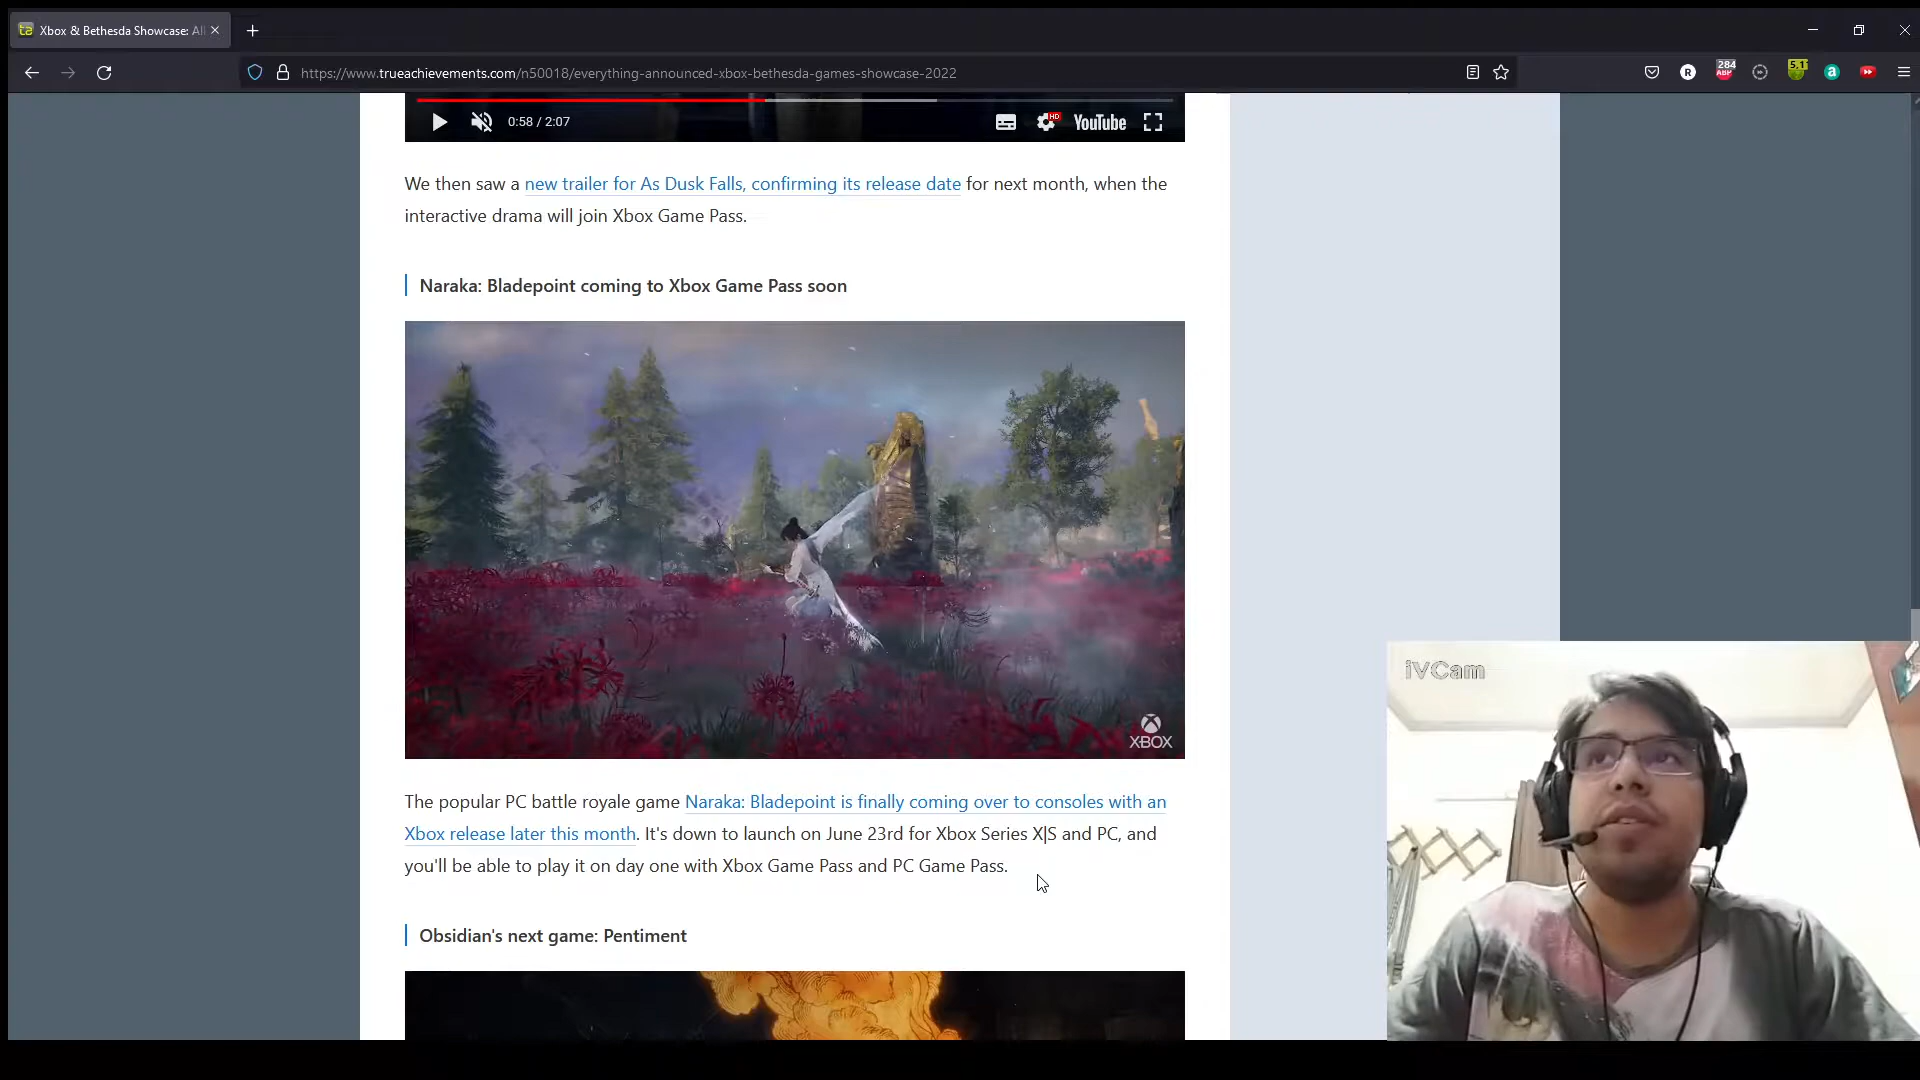 Xbox & Bethesda Showcase: All
https://www.trueachievements.com/n50018/everything-announced-xbox-bethesda-games-showcase-2022
R
284
ABP
5.1
a
0:58 / 2:07
HD
YouTube
We then saw a new trailer for As Dusk Falls, confirming its release date for next month, when the
interactive drama will join Xbox Game Pass.
Naraka: Bladepoint coming to Xbox Game Pass soon
XBOX
The popular PC battle royale game Naraka: Bladepoint is finally coming over to consoles with an
Xbox release later this month. It's down to launch on June 23rd for Xbox Series X|S and PC, and
you'll be able to play it on day one with Xbox Game Pass and PC Game Pass.
iVCam
Obsidian's next game: Pentiment